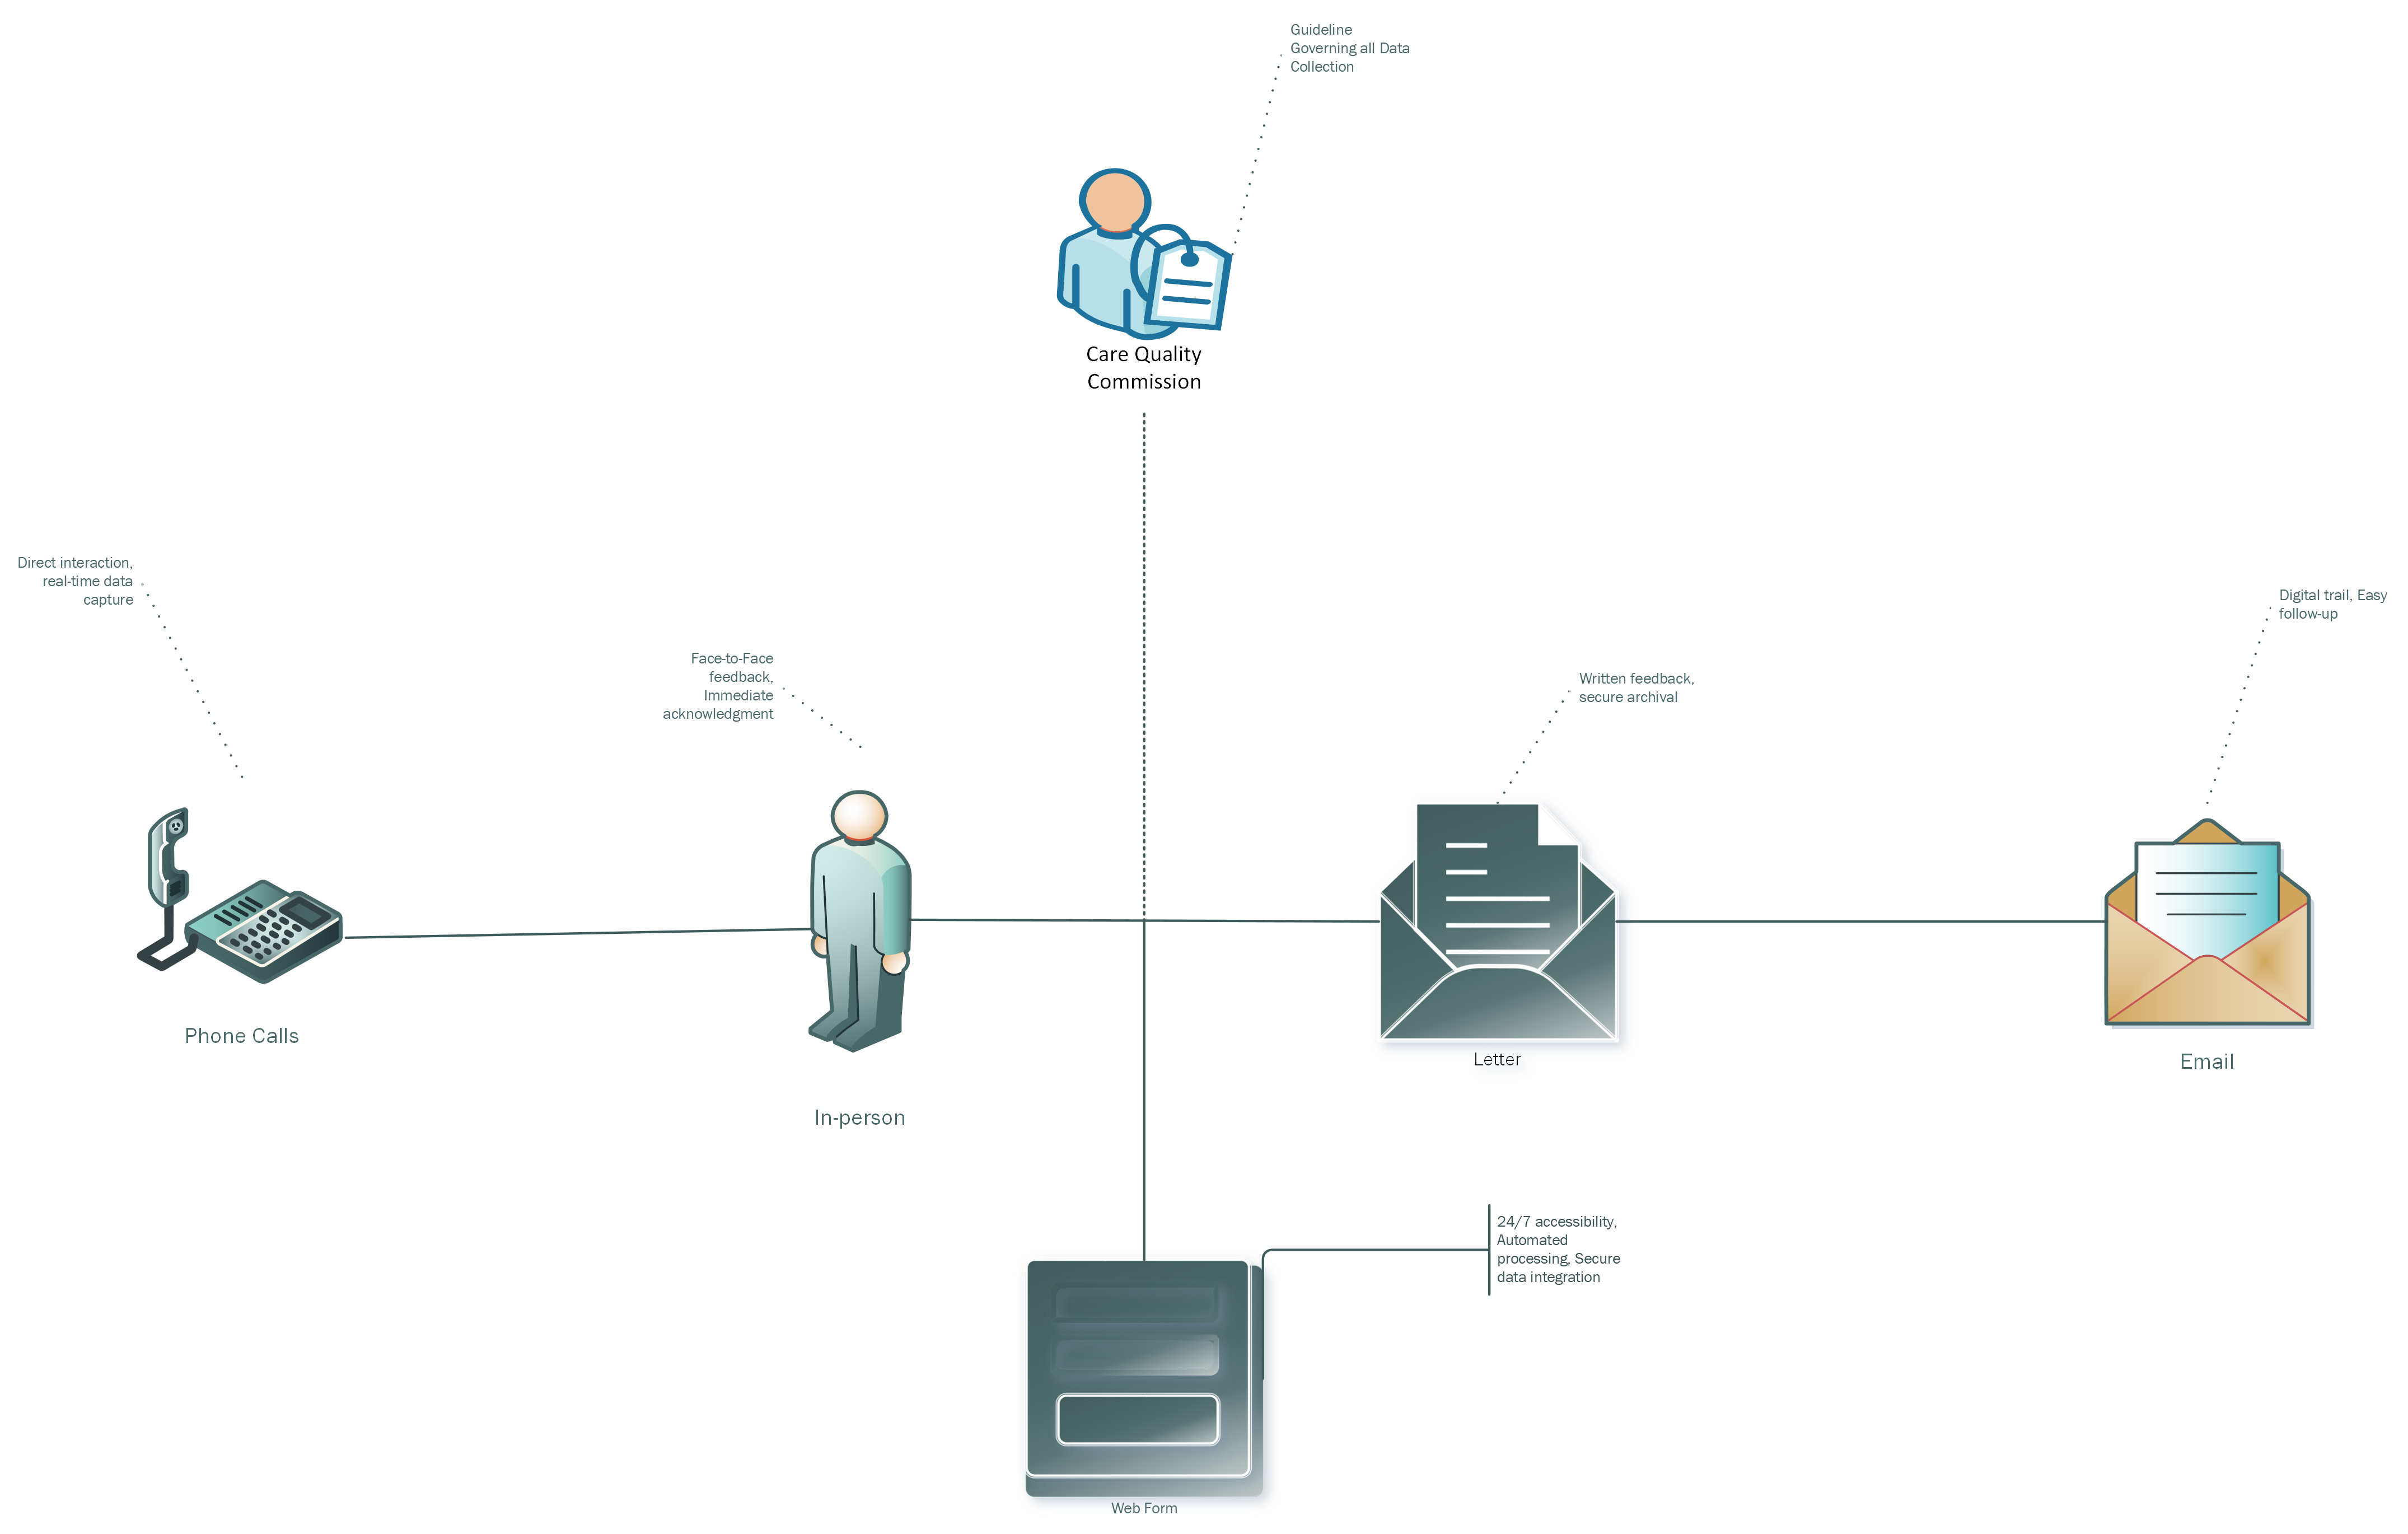 Guideline
Governing all Data
Collection
Care Quality
Commission
Direct interaction,
real-time data
capture
Digital trail, Easy
follow-up
Face-to-Face
feedback,
Immediate
acknowledgment
Written feedback,
secure archival
Phone Calls
Letter
Email
In-person
24/7 accessibility,
Automated
processing, Secure
data integration
Web Form